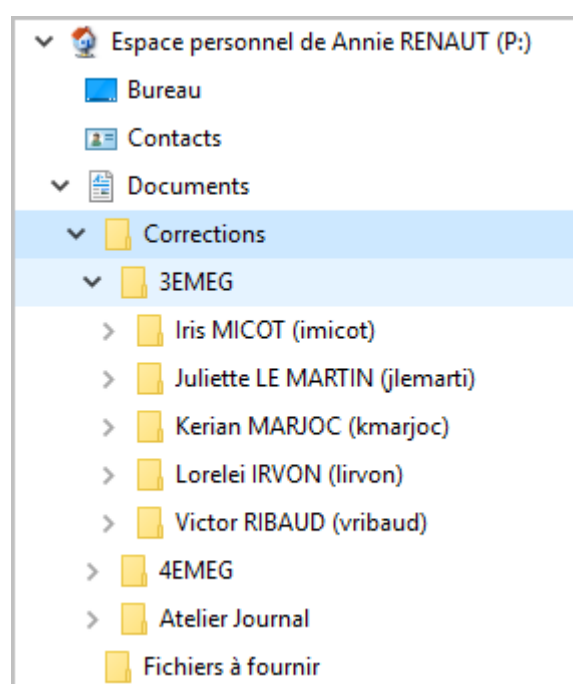 Espace personnel de Annie RENAUT (P:)
Bureau
Contacts
Documents
Corrections
3EMEG
Iris MICOT (imicot)
Juliette LE MARTIN (jlemarti)
Kerian MARJOC (kmarjoc)
Lorelei IRVON (lirvon)
Victor RIBAUD (vribaud)
4EMEG
Atelier Journal
Fichiers à fournir